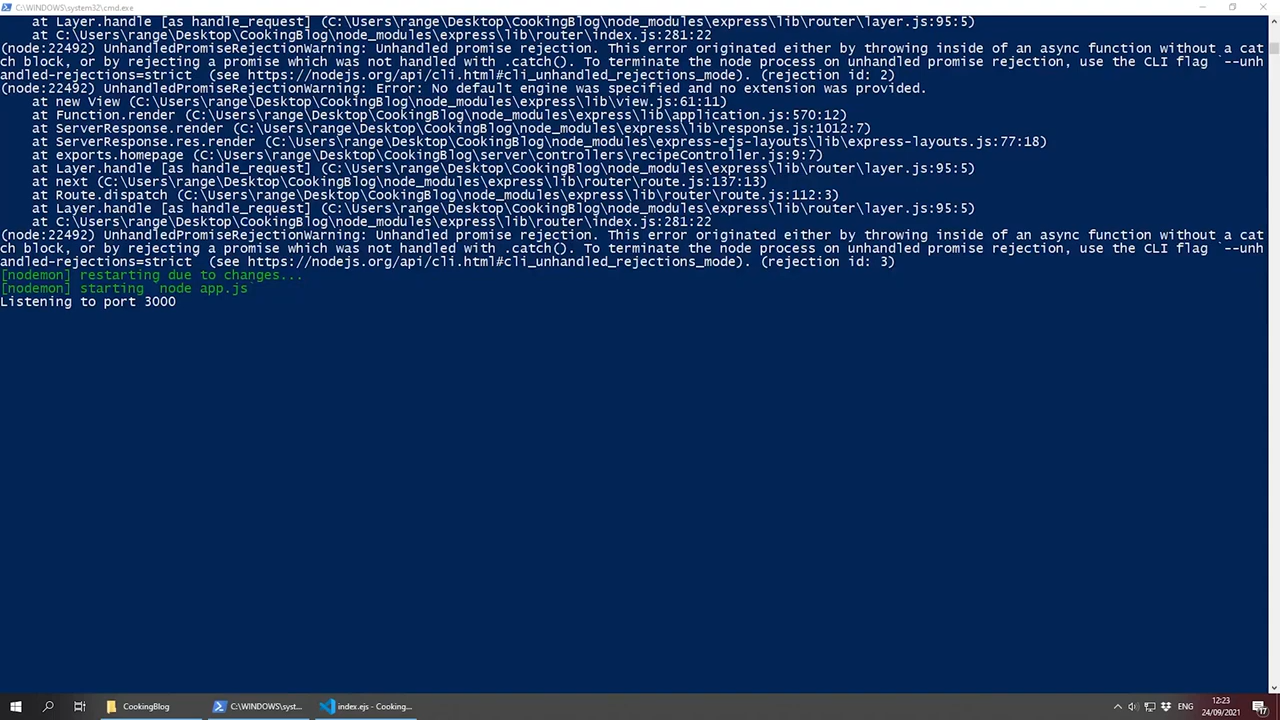 C:\WINDOWS\system32\cmd.exe
at Layer.handle [as handle_request] (C:\Users\range\Desktop\CookingBlog\node_modules\express\lib\router\layer.js:95:5)
at C:\Users\range\Desktop\CookingBlog\node_modules\express\lib\router\index.js:281:22
(node:22492) UnhandledPromiseRejectionWarning: Unhandled promise rejection. This error originated either by throwing inside of an async function without a cat
ch block, or by rejecting a promise which was not handled with .catch(). To terminate the node process on unhandled promise rejection, use the CLI flag `--unh
andled-rejections=strict` (see https://nodejs.org/api/cli.html#cli_unhandled_rejections_mode). (rejection id: 2)
(node:22492) UnhandledPromiseRejectionWarning: Error: No default engine was specified and no extension was provided.
at new View (C:\Users\range\Desktop\CookingBlog\node_modules\express\lib\view.js:61:11)
at Function.render (C:\Users\range\Desktop\CookingBlog\node_modules\express\lib\application.js:570:12)
at ServerResponse.render (C:\Users\range\Desktop\CookingBlog\node_modules\express\lib\response.js:1012:7)
at ServerResponse.res.render (C:\Users\range\Desktop\CookingBlog\node_modules\express-ejs-layouts\lib\express-layouts.js:77:18)
at exports.homepage (C:\Users\range\Desktop\CookingBlog\server\controllers\recipeController.js:9:7)
at Layer.handle [as handle_request] (C:\Users\range\Desktop\CookingBlog\node_modules\express\lib\router\layer.js:95:5)
at next (C:\Users\range\Desktop\CookingBlog\node_modules\express\lib\router\route.js:137:13)
at Route.dispatch (C:\Users\range\Desktop\CookingBlog\node_modules\express\lib\router\route.js:112:3)
at Layer.handle [as handle_request] (C:\Users\range\Desktop\CookingBlog\node_modules\express\lib\router\layer.js:95:5)
at C:\Users\range\Desktop\CookingBlog\node_modules\express\lib\router\index.js:281:22
(node:22492) UnhandledPromiseRejectionWarning: Unhandled promise rejection. This error originated either by throwing inside of an async function without a cat
ch block, or by rejecting a promise which was not handled with .catch(). To terminate the node process on unhandled promise rejection, use the CLI flag `--unh
andled-rejections=strict` (see https://nodejs.org/api/cli.html#cli_unhandled_rejections_mode). (rejection id: 3)
[nodemon] restarting due to changes...
[nodemon] starting `node app.js`
Listening to port 3000
CookingBlog
C:\WINDOWS\syst...
index.ejs - Cooking...
ENG
12:23
24/09/2021
17